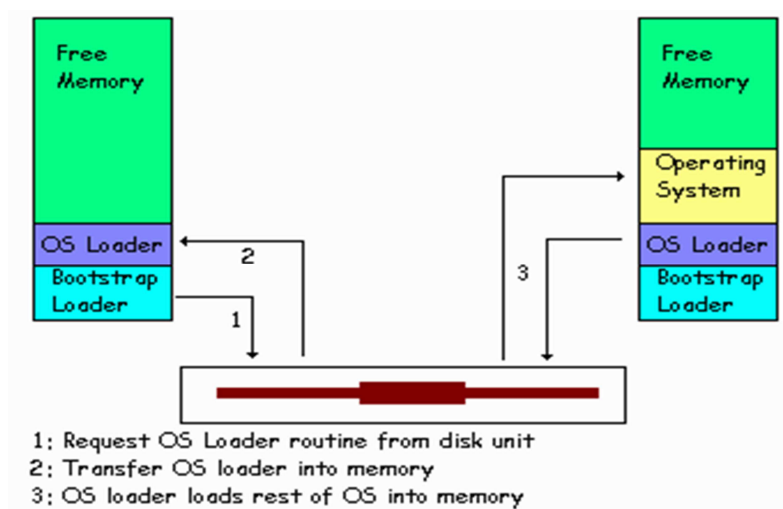 Free
Memory
OS Loader
Bootstrap
Loader
1
2
3
Free
Memory
Operating
System
OS Loader
Bootstrap
Loader
1: Request OS Loader routine from disk unit
2: Transfer OS loader into memory
3: OS loader loads rest of OS into memory